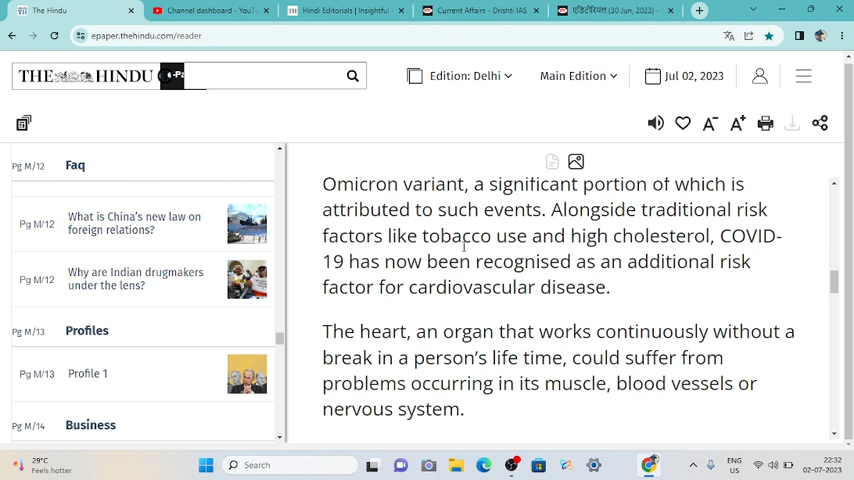 The Hindu
Channel dashboard - YouTu
Hindi Editorials | Insightful
Current Affairs - Drishti IAS
एडिटोरियल (30 Jun, 2023) -
epaper.thehindu.com/reader
THE HINDU
e-Pa
Edition: Delhi
Main Edition
Jul 02, 2023
A-
A+
Pg M/12 Faq
Pg M/12 What is China's new law on
foreign relations?
Pg M/12 Why are Indian drugmakers
under the lens?
Pg M/13 Profiles
Pg M/13 Profile 1
Pg M/14 Business
Omicron variant, a significant portion of which is
attributed to such events. Alongside traditional risk
factors like tobacco use and high cholesterol, COVID-
19 has now been recognised as an additional risk
factor for cardiovascular disease.
The heart, an organ that works continuously without a
break in a person's life time, could suffer from
problems occurring in its muscle, blood vessels or
nervous system.
29°C
Feels hotter
Search
ENG
US
22:32
02-07-2023